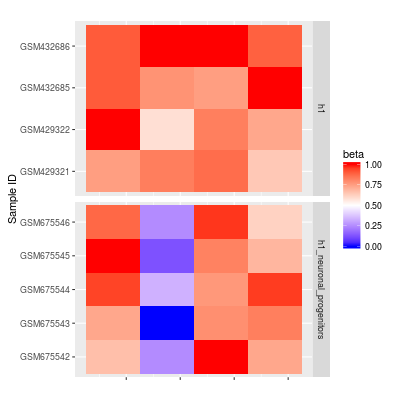 GSM432686
GSM432685
GSM429322
GSM429321
h1
GSM675546
GSM675545
GSM675544
GSM675543
GSM675542
h1_neuronal_progenitors
Sample ID
beta
1.00
0.75
0.50
0.25
0.00